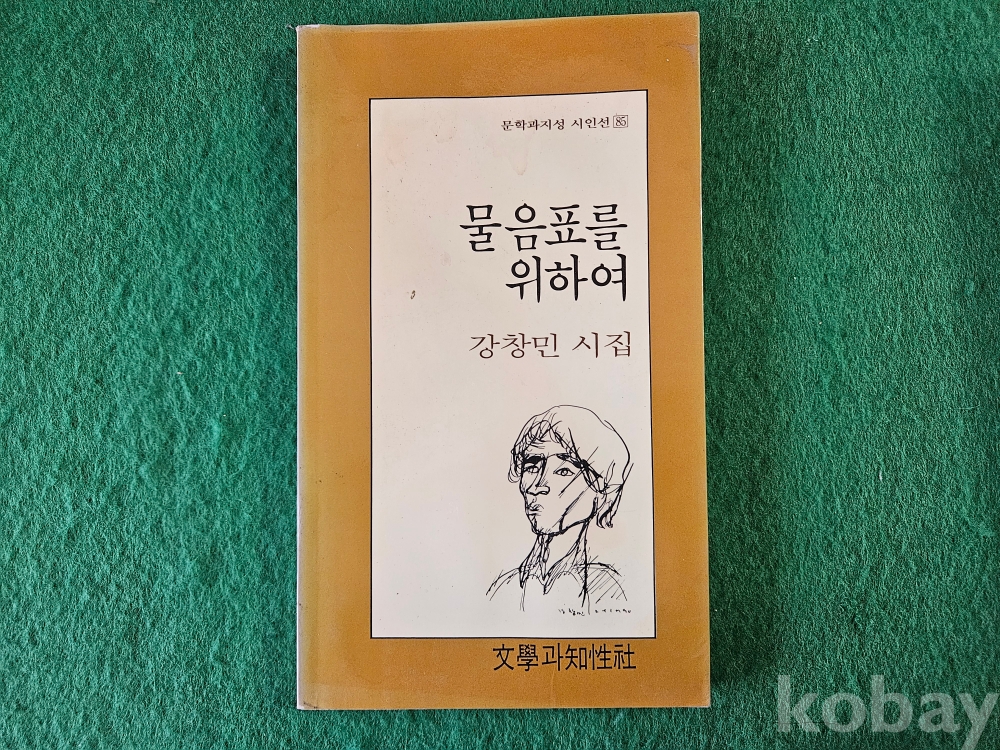 문학과지성 시인선 85
물음표를
위하여
강창민 시집
文學과知性社
kobay